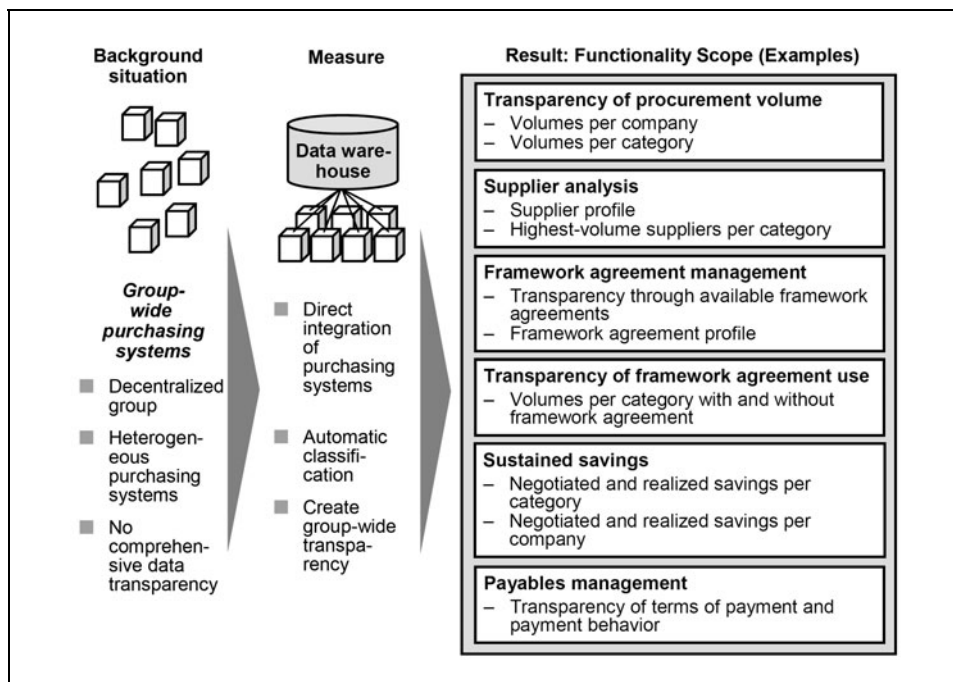 Background
situation
Group-
wide
purchasing
systems
Decentralized
group
Heterogen-
eous
purchasing
systems
No
comprehen-
sive data
transparency
Measure
Data ware-
house
Direct
integration
of
purchasing
systems
Automatic
classifi-
cation
Create
group-wide
transpa-
rency
Result: Functionality Scope (Examples)
Transparency of procurement volume
– Volumes per company
– Volumes per category
Supplier analysis
– Supplier profile
– Highest-volume suppliers per category
Framework agreement management
– Transparency through available framework
agreements
– Framework agreement profile
Transparency of framework agreement use
– Volumes per category with and without
framework agreement
Sustained savings
– Negotiated and realized savings per
category
– Negotiated and realized savings per
company
Payables management
– Transparency of terms of payment and
payment behavior